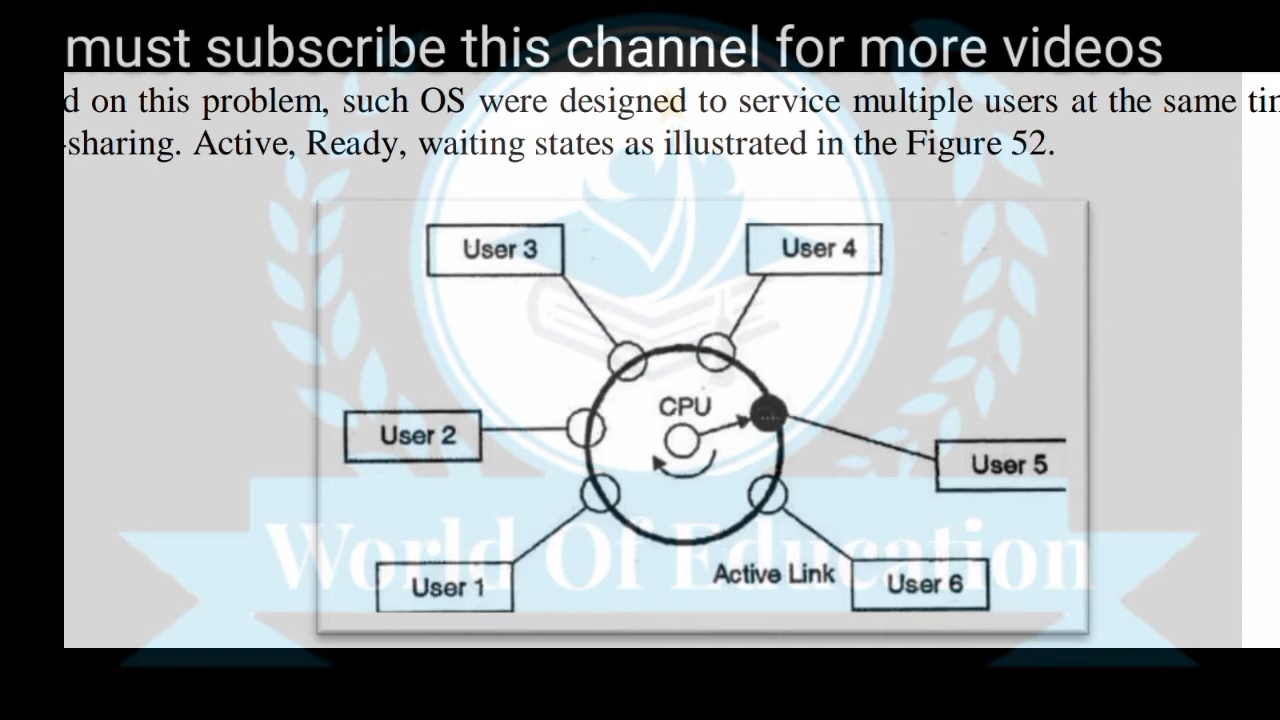 must subscribe this channel for more videos
d on this problem, such OS were designed to service multiple users at the same tin
-sharing. Active, Ready, waiting states as illustrated in the Figure 52.
User 3
User 4
CPU
User 2
User 5
World Of Education
Active Link
User 1
User 6